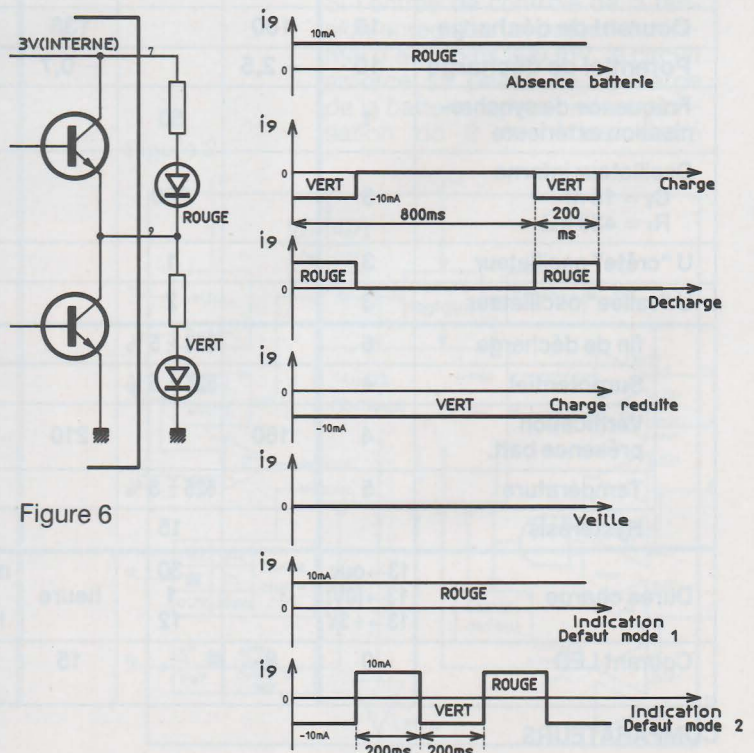 3V(INTERNE)
7
ROUGE
9
VERT
Figure 6
i9
10mA
ROUGE
0
Absence batterie
i9
0
VERT
-10mA
VERT
Charge
800ms
200
ms
i9
ROUGE
ROUGE
0
Decharge
i9
0
VERT
Charge reduite
-10mA
i9
0
Veille
i9
10mA
ROUGE
0
Indication
Defaut mode 1
i9
10mA
ROUGE
0
VERT
Indication
Defaut mode 2
-10mA
200ms
200ms